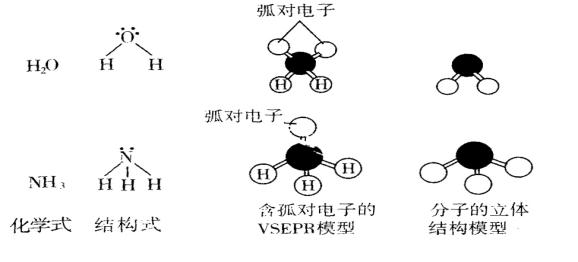 弧对电子
H₂O
O
H H
H H
弧对电子
NH₃
N
H H H
H H H
化学式 结构式 含孤对电子的 分子的立体
VSEPR模型 结构模型